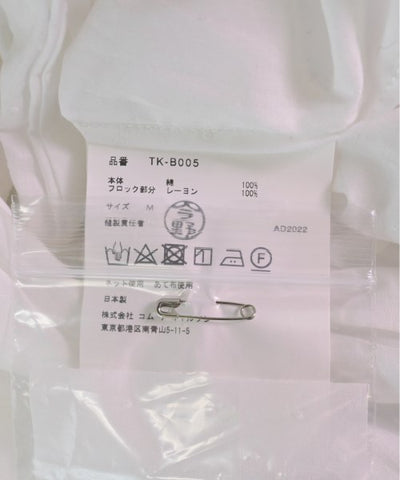 品番 TK-B005
本体 綿 100%
フロック部分 レーヨン 100%
サイズ M
縫製責任者 今野
AD2022
ネット使用 あて布使用
日本製
株式会社 コム
東京都港区南青山5-11-5